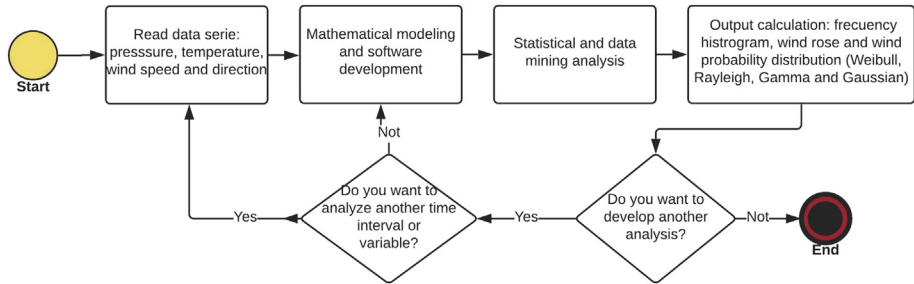 Start
Read data serie:
presssure, temperature,
wind speed and direction
Mathematical modeling
and software
development
Statistical and data
mining analysis
Output calculation: frecuency
histrogram, wind rose and wind
probability distribution (Weibull,
Rayleigh, Gamma and Gaussian)
Not
Do you want to
analyze another time
interval or
variable?
Yes
Yes
Do you want to
develop another
analysis?
Not
End